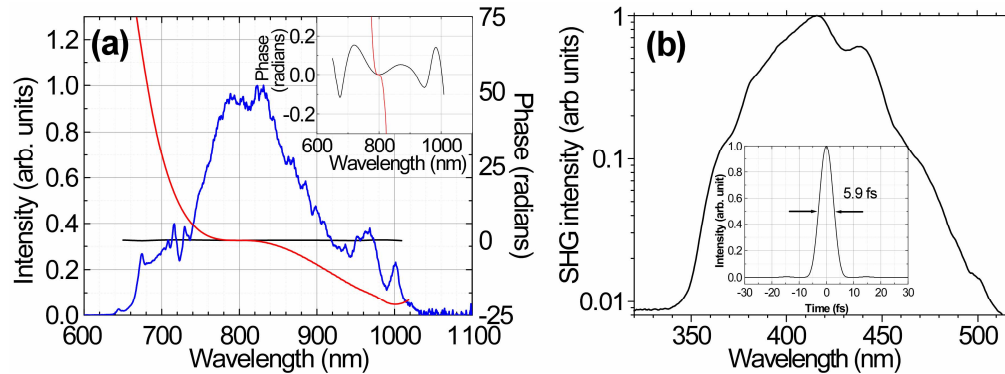 (a)
Intensity (arb. units)
1.2
1.0
0.8
0.6
0.4
0.2
0.0
600 700 800 900 1000 1100
Wavelength (nm)
75
50
25
0
-25
Phase (radians)
Phase
(radians)
0.2
0.0
-0.2
600 800 1000
Wavelength (nm)
(b)
SHG intensity (arb units)
1
0.1
0.01
350 400 450 500
Wavelength (nm)
Intensity (arb. unit)
1.0
0.8
0.6
0.4
0.2
0.0
5.9 fs
-30 -20 -10 0 10 20 30
Time (fs)